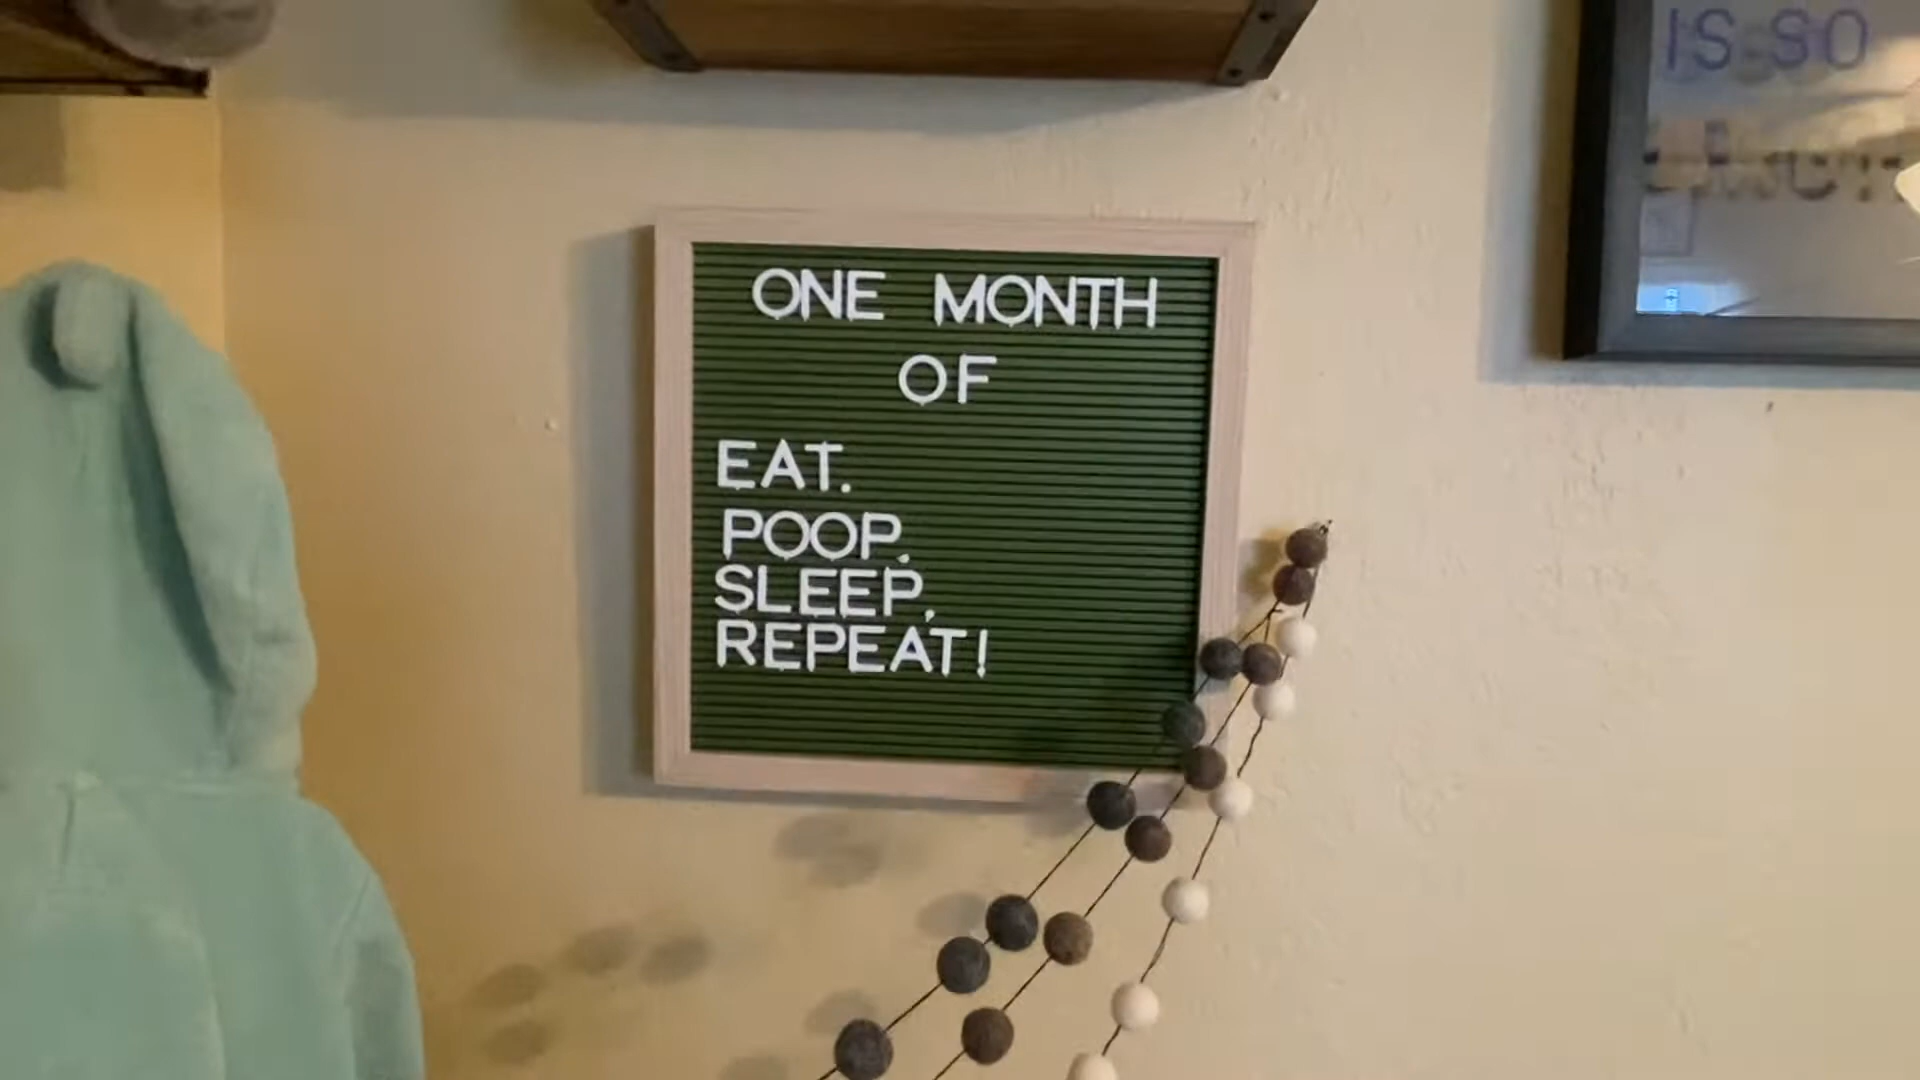 ONE MONTH
OF
EAT.
POOP,
SLEEP,
REPEAT!
IS SO